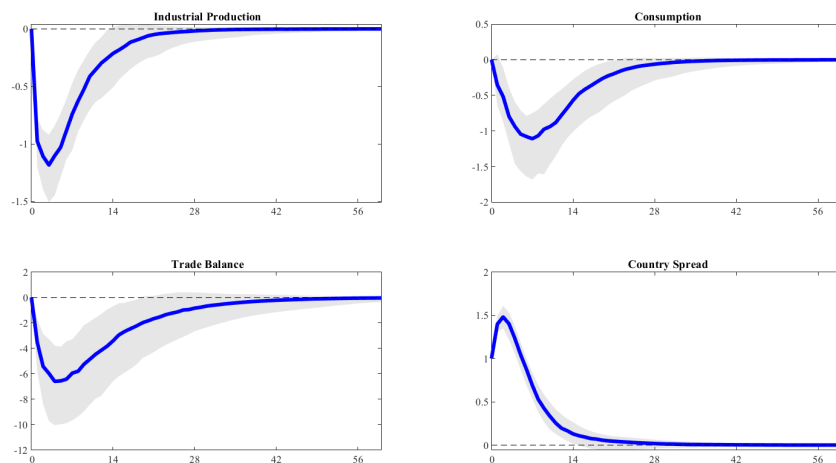 Industrial Production
0
-0.5
-1
-1.5
0 14 28 42 56
Consumption
0.5
0
-0.5
-1
-1.5
-2
0 14 28 42 56
Trade Balance
2
0
-2
-4
-6
-8
-10
-12
0 14 28 42 56
Country Spread
2
1.5
1
0.5
0
0 14 28 42 56